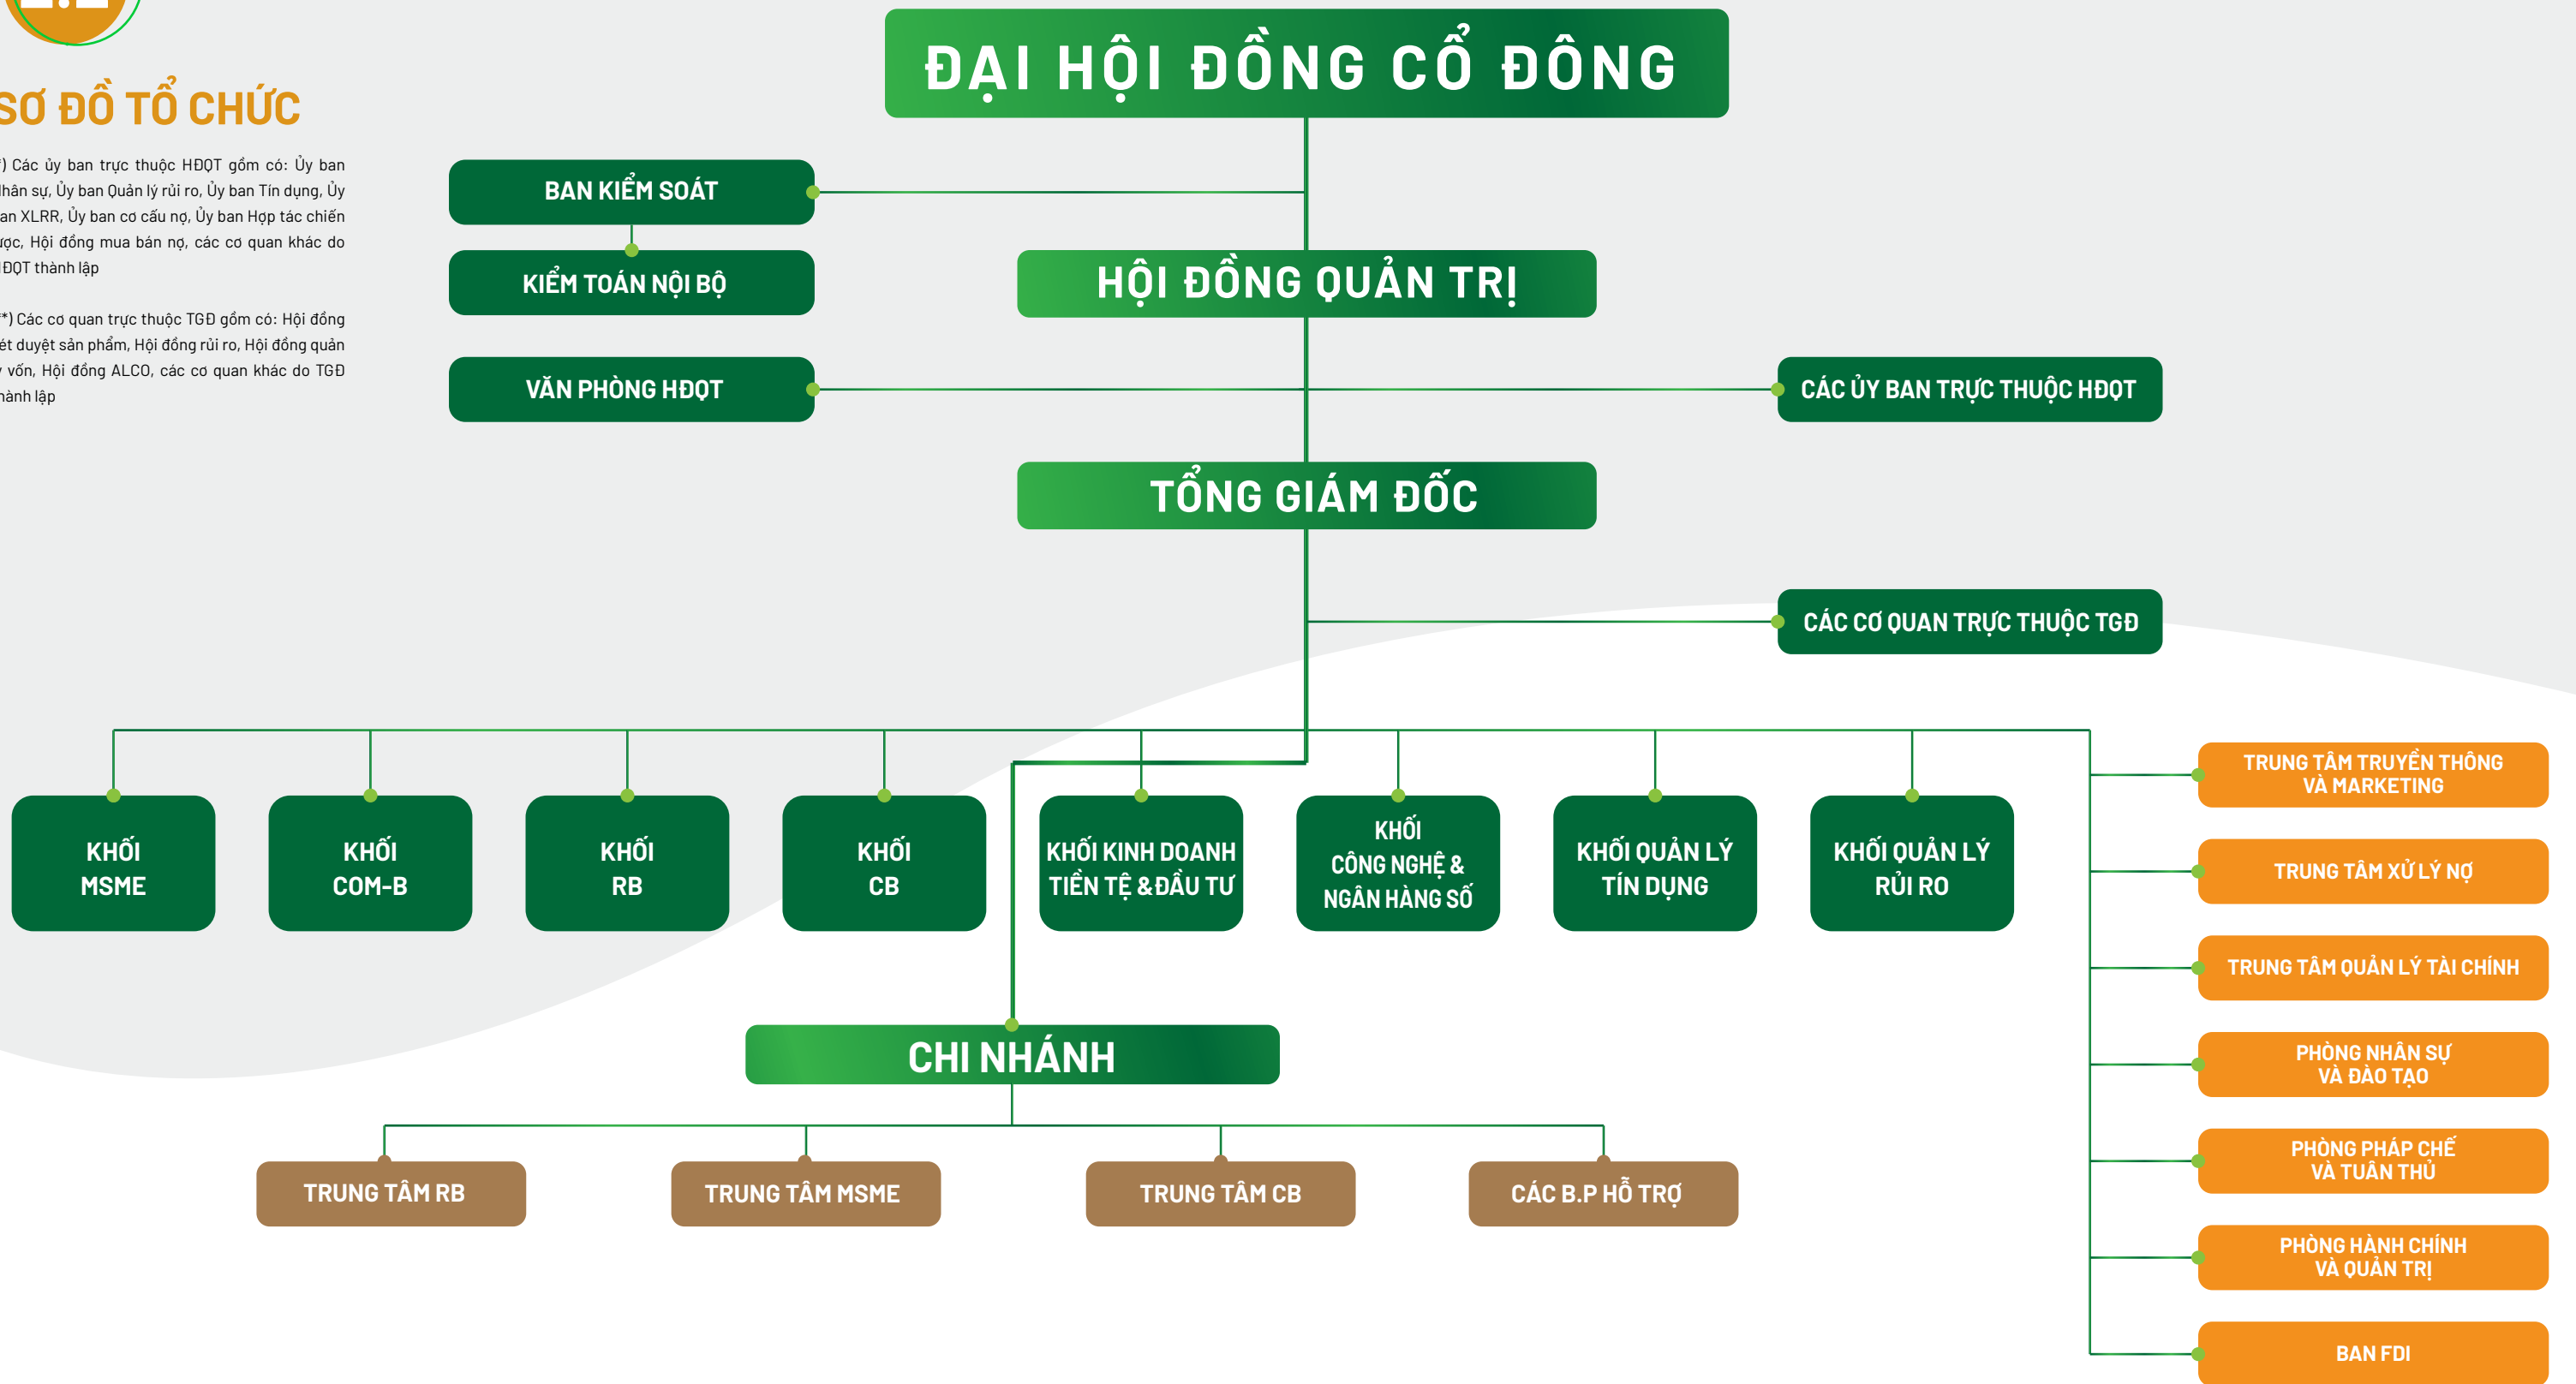 SƠ ĐỒ TỔ CHỨC
) Các ủy ban trực thuộc HĐQT gồm có: Ủy ban
Nhân sự, Ủy ban Quản lý rủi ro, Ủy ban Tín dụng, Ủy
ban XLRR, Ủy ban cơ cấu nợ, Ủy ban Hợp tác chiến
lược, Hội đồng mua bán nợ, các cơ quan khác do
HĐQT thành lập
*) Các cơ quan trực thuộc TGĐ gồm có: Hội đồng
xét duyệt sản phẩm, Hội đồng rủi ro, Hội đồng quản
lý vốn, Hội đồng ALCO, các cơ quan khác do TGĐ
thành lập
ĐẠI HỘI ĐỒNG CỔ ĐÔNG
BAN KIỂM SOÁT
KIỂM TOÁN NỘI BỘ
HỘI ĐỒNG QUẢN TRỊ
VĂN PHÒNG HĐQT
CÁC ỦY BAN TRỰC THUỘC HĐQT
TỔNG GIÁM ĐỐC
CÁC CƠ QUAN TRỰC THUỘC TGĐ
KHỐI
MSME
KHỐI
COM-B
KHỐI
RB
KHỐI
CB
KHỐI KINH DOANH
TIỀN TỆ &ĐẦU TƯ
KHỐI
CÔNG NGHỆ &
NGÂN HÀNG SỐ
KHỐI QUẢN LÝ
TÍN DỤNG
KHỐI QUẢN LÝ
RỦI RO
TRUNG TÂM TRUYỀN THÔNG
VÀ MARKETING
TRUNG TÂM XỬ LÝ NỢ
TRUNG TÂM QUẢN LÝ TÀI CHÍNH
PHÒNG NHÂN SỰ
VÀ ĐÀO TẠO
PHÒNG PHÁP CHẾ
VÀ TUÂN THỦ
PHÒNG HÀNH CHÍNH
VÀ QUẢN TRỊ
BAN FDI
CHI NHÁNH
TRUNG TÂM RB
TRUNG TÂM MSME
TRUNG TÂM CB
CÁC B.P HỖ TRỢ